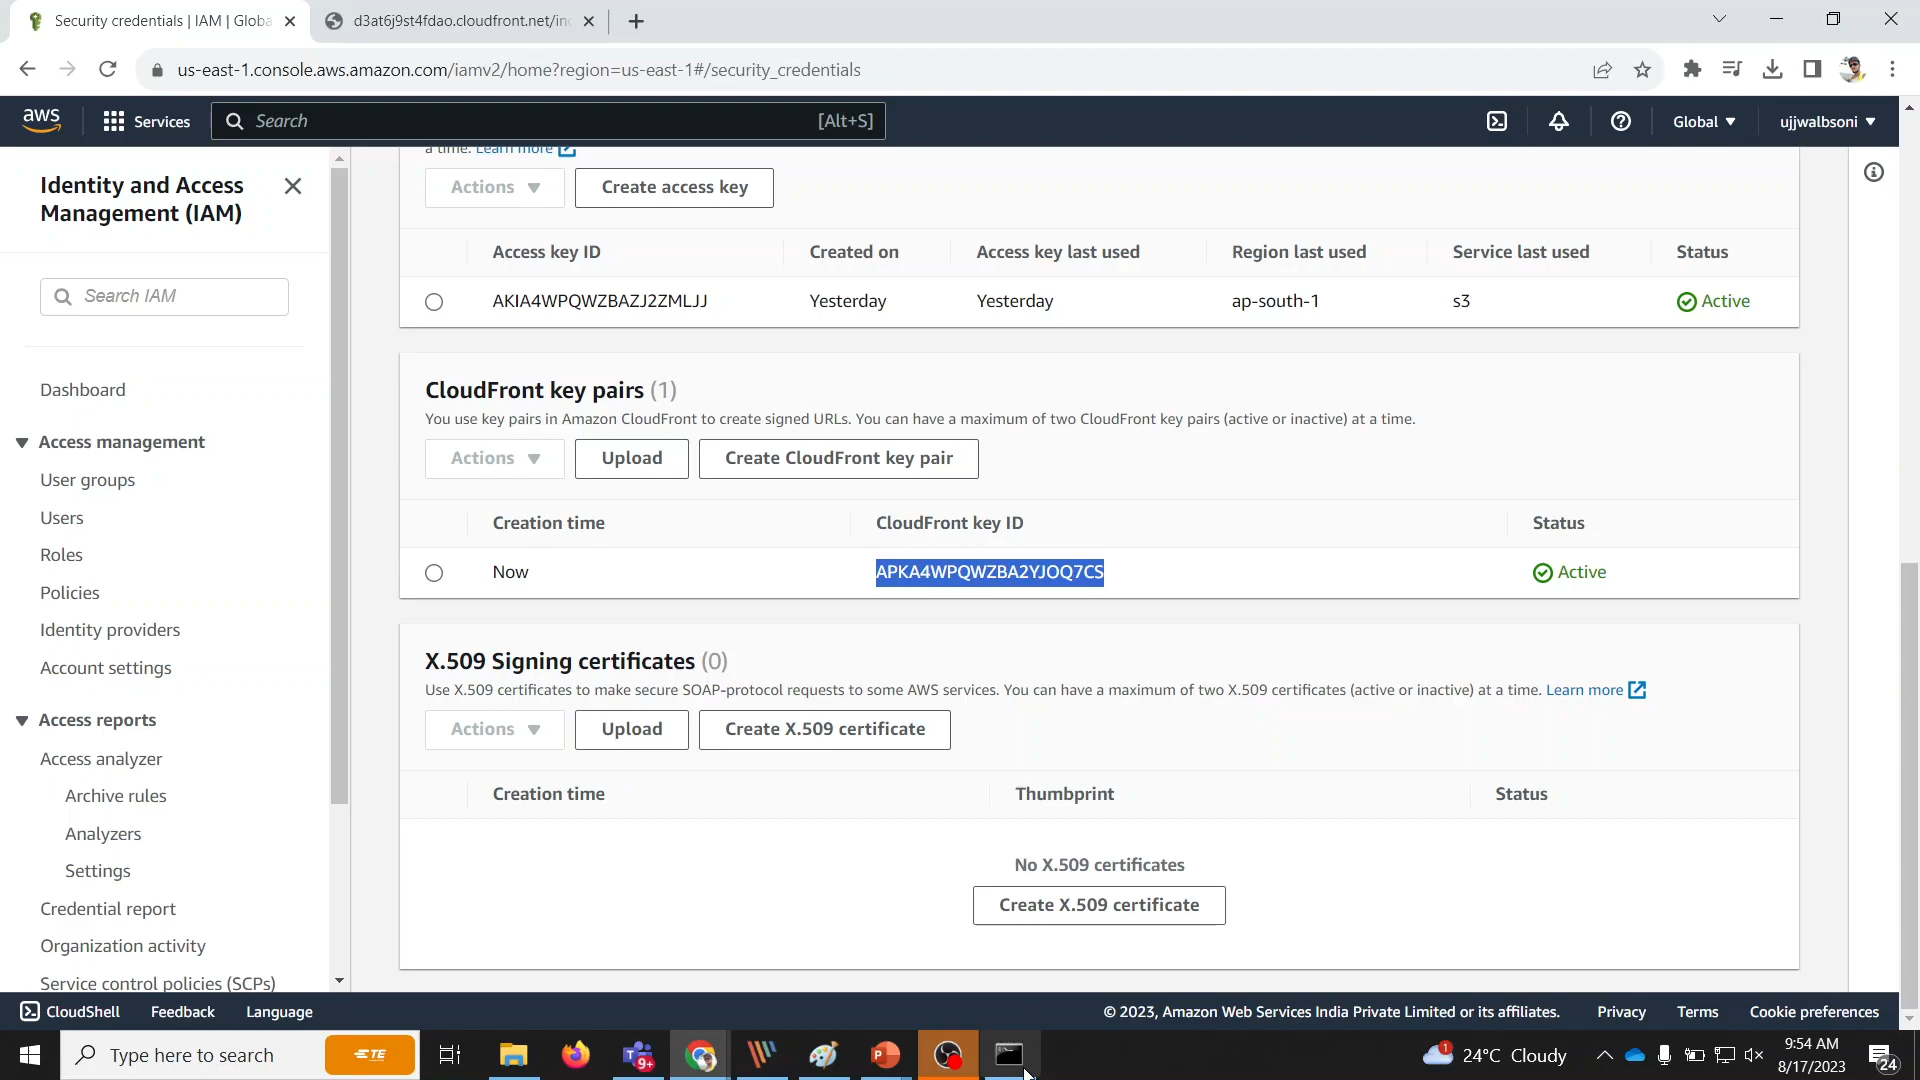 Security credentials | IAM | Globa
d3at6j9st4fdao.cloudfront.net/in
us-east-1.console.aws.amazon.com/iamv2/home?region=us-east-1#/security_credentials
aws
Services
Search
[Alt+S]
Global
ujjwalbsoni
Identity and Access
Management (IAM)
Search IAM
Dashboard
Access management
User groups
Users
Roles
Policies
Identity providers
Account settings
Access reports
Access analyzer
Archive rules
Analyzers
Settings
Credential report
Organization activity
Service control policies (SCPs)
a time. Learn more
Actions
Create access key
Access key ID Created on Access key last used Region last used Service last used Status
AKIA4WPQWZBAZJ2ZMLJJ Yesterday Yesterday ap-south-1 s3 Active
CloudFront key pairs (1)
You use key pairs in Amazon CloudFront to create signed URLs. You can have a maximum of two CloudFront key pairs (active or inactive) at a time.
Actions Upload Create CloudFront key pair
Creation time CloudFront key ID Status
Now APKA4WPQWZBA2YJOQ7CS Active
X.509 Signing certificates (0)
Use X.509 certificates to make secure SOAP-protocol requests to some AWS services. You can have a maximum of two X.509 certificates (active or inactive) at a time. Learn more
Actions Upload Create X.509 certificate
Creation time Thumbprint Status
No X.509 certificates
Create X.509 certificate
CloudShell Feedback Language
© 2023, Amazon Web Services India Private Limited or its affiliates. Privacy Terms Cookie preferences
Type here to search
TE
9+
1
24°C Cloudy
9:54 AM
8/17/2023
24